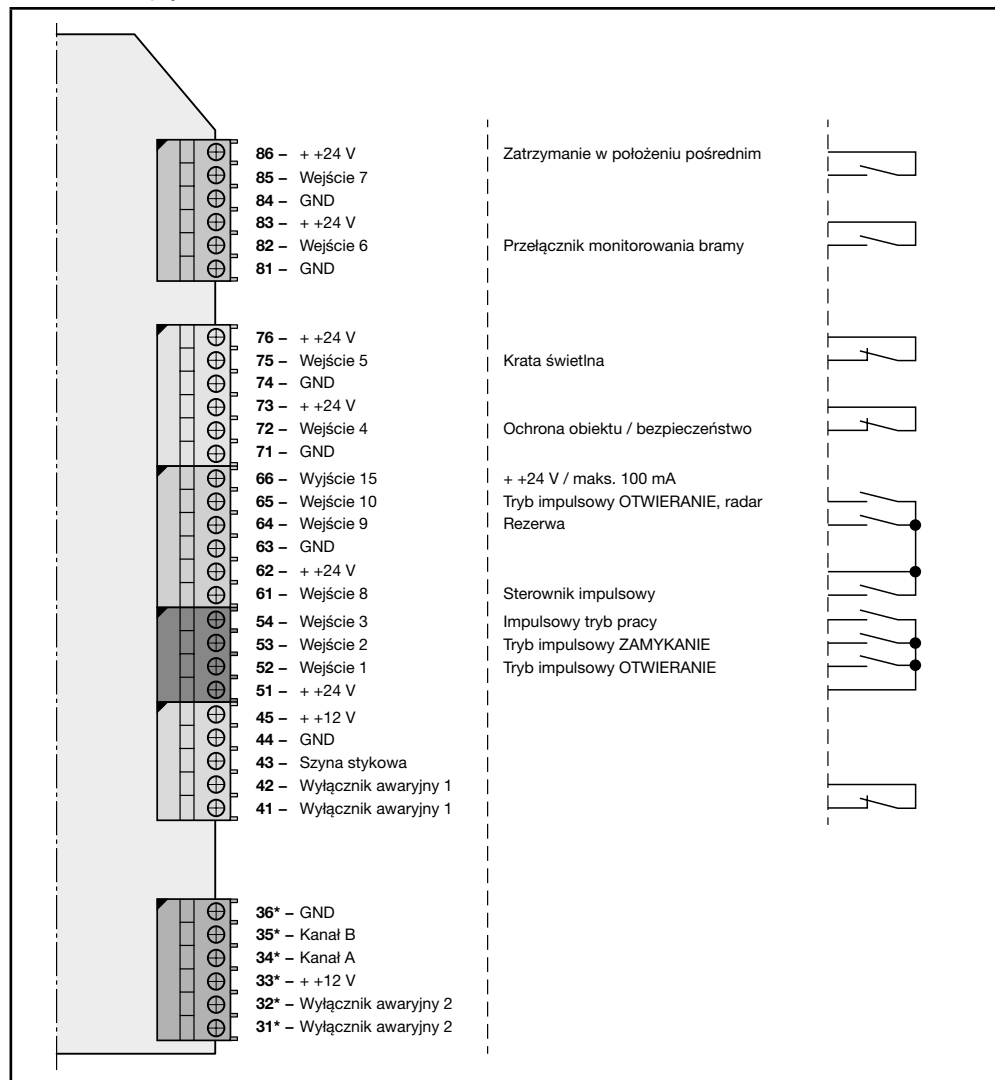 86 – + +24 V Zatrzymanie w położeniu pośrednim
85 – Wejście 7
84 – GND
83 – + +24 V
82 – Wejście 6 Przełącznik monitorowania bramy
81 – GND
76 – + +24 V
75 – Wejście 5 Krata świetlna
74 – GND
73 – + +24 V
72 – Wejście 4 Ochrona obiektu / bezpieczeństwo
71 – GND
66 – Wyjście 15 + +24 V / maks. 100 mA
65 – Wejście 10 Tryb impulsowy OTWIERANIE, radar
64 – Wejście 9 Rezerwa
63 – GND
62 – + +24 V
61 – Wejście 8 Sterownik impulsowy
54 – Wejście 3 Impulsowy tryb pracy
53 – Wejście 2 Tryb impulsowy ZAMYKANIE
52 – Wejście 1 Tryb impulsowy OTWIERANIE
51 – + +24 V
45 – + +12 V
44 – GND
43 – Szyna stykowa
42 – Wyłącznik awaryjny 1
41 – Wyłącznik awaryjny 1
36* – GND
35* – Kanał B
34* – Kanał A
33* – + +12 V
32* – Wyłącznik awaryjny 2
31* – Wyłącznik awaryjny 2